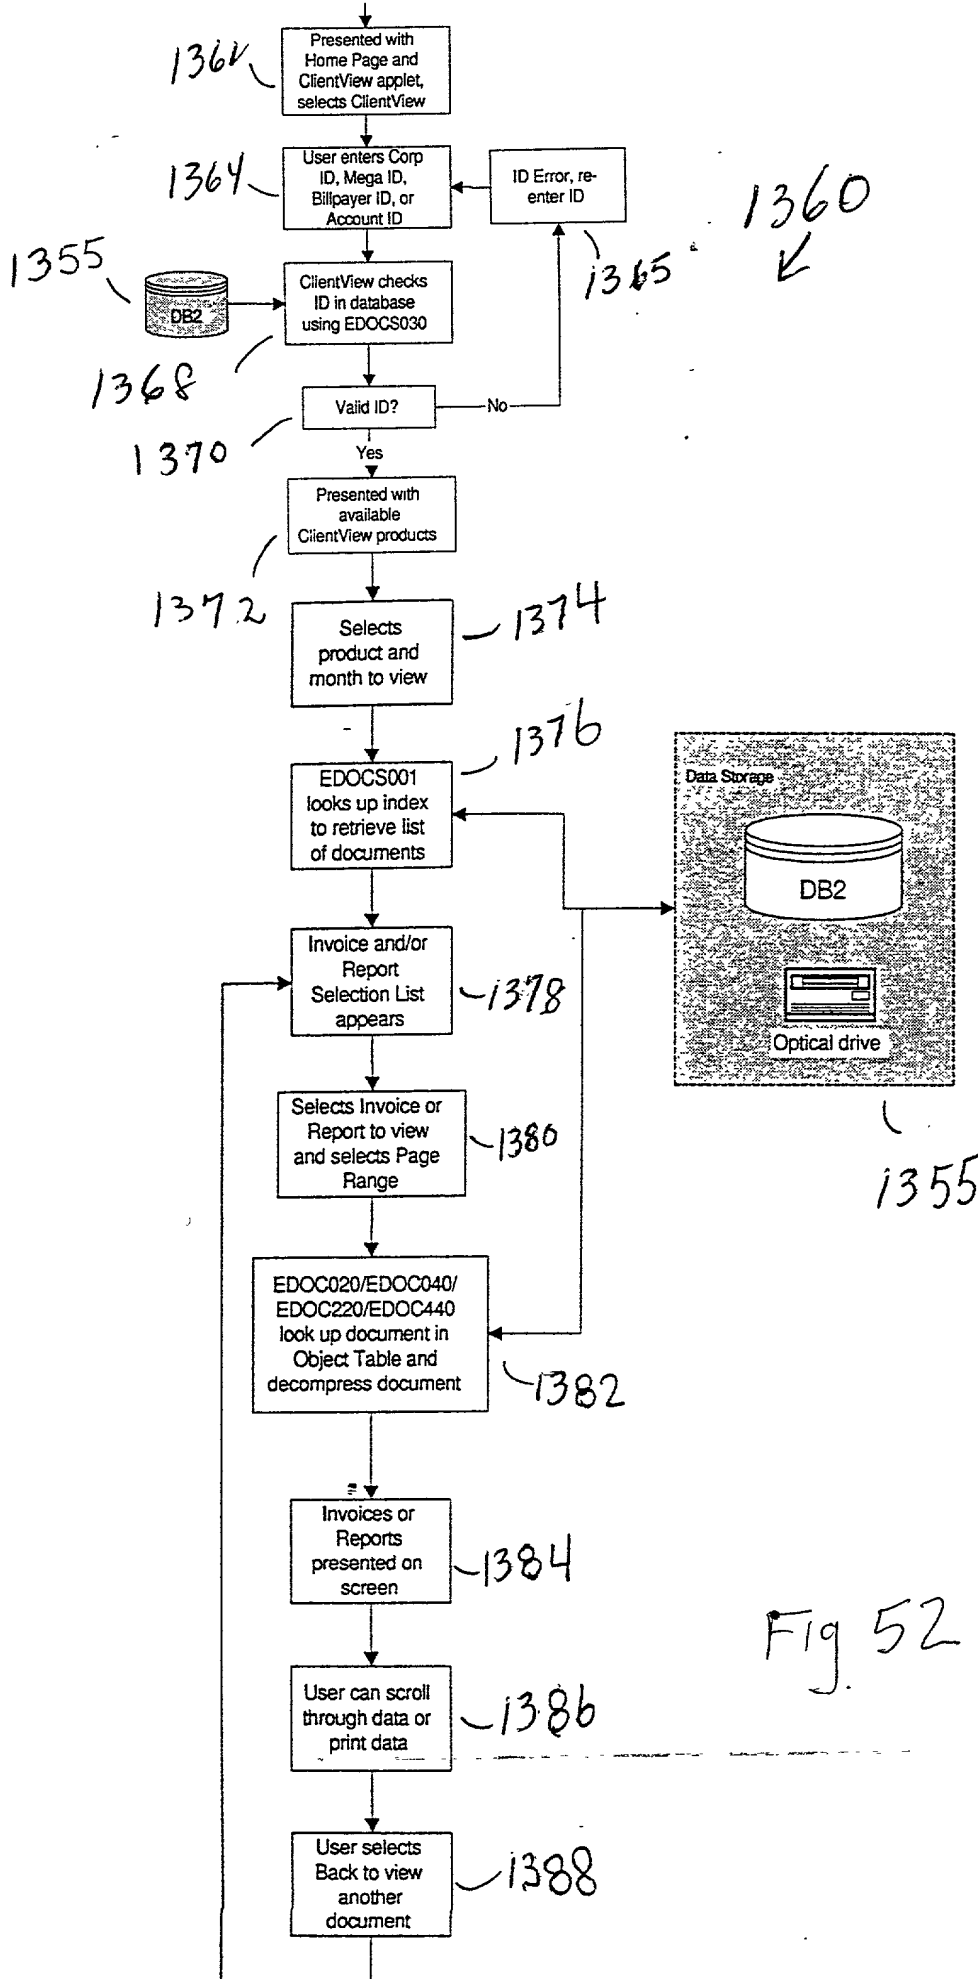 Presented with
Home Page and
ClientView applet,
selects ClientView
1362
User enters Corp
ID, Mega ID,
Billpayer ID, or
Account ID
1364
ID Error, re-
enter ID
1365
1360
1355
DB2
ClientView checks
ID in database
using EDOCS030
1368
Valid ID?
No
1370
Yes
Presented with
available
ClientView products
1372
Selects
product and
month to view
1374
EDOCS001
looks up index
to retrieve list
of documents
1376
Data Storage
DB2
Optical drive
1355
Invoice and/or
Report
Selection List
appears
1378
Selects Invoice or
Report to view
and selects Page
Range
1380
EDOC020/EDOC040/
EDOC220/EDOC440
look up document in
Object Table and
decompress document
1382
Invoices or
Reports
presented on
screen
1384
Fig 52
User can scroll
through data or
print data
1386
User selects
Back to view
another
document
1388